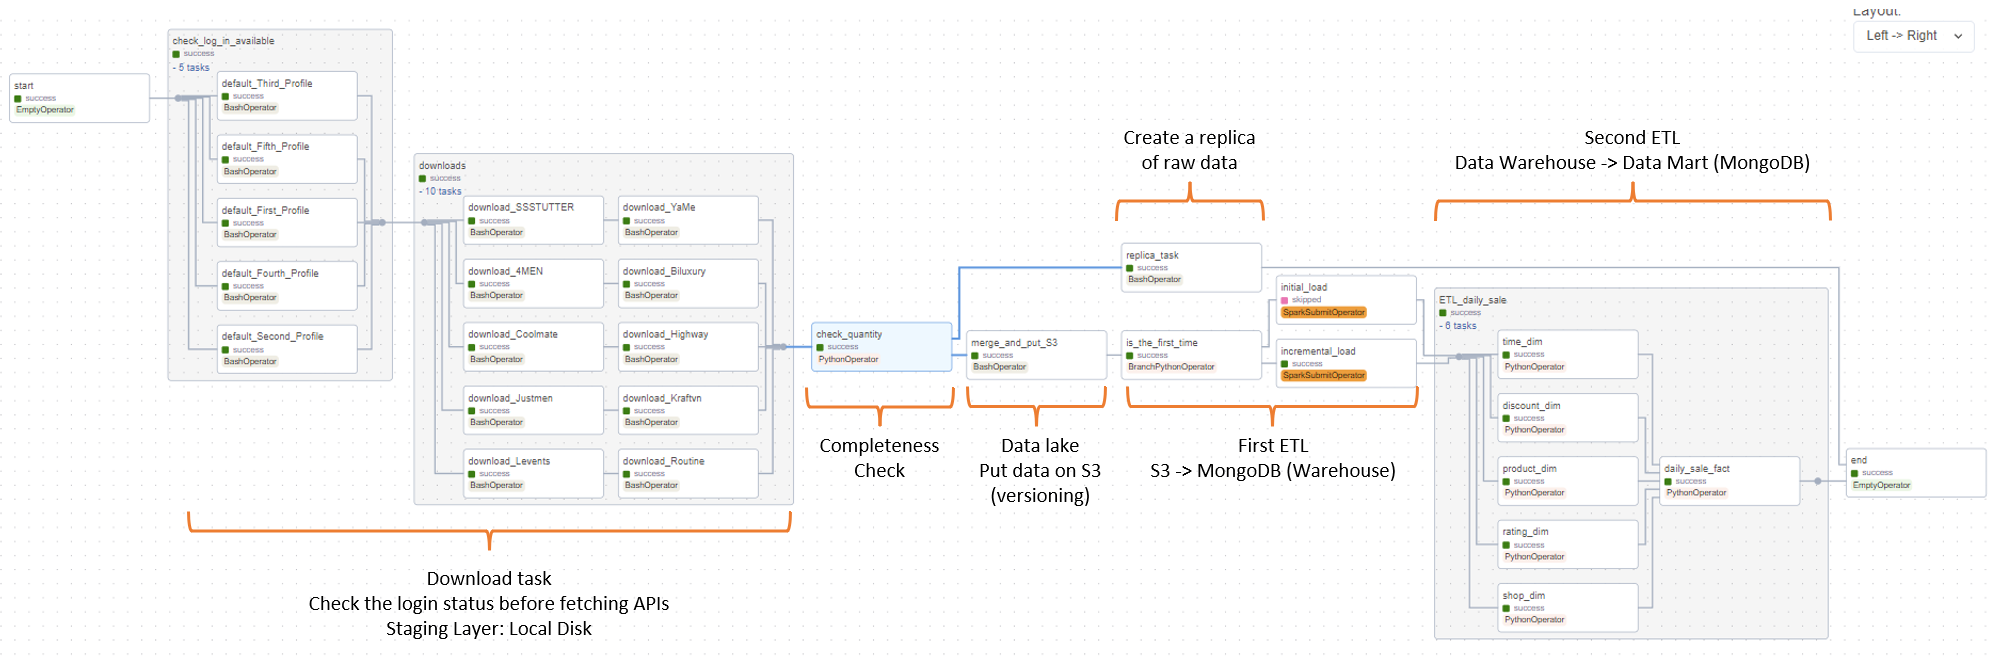 Layout:
Left -> Right
start
success
EmptyOperator
check_log_in_available
success
- 5 tasks
default_Third_Profile
success
BashOperator
default_Fifth_Profile
success
BashOperator
default_First_Profile
success
BashOperator
default_Fourth_Profile
success
BashOperator
default_Second_Profile
success
BashOperator
downloads
success
- 10 tasks
download_SSSTUTTER
success
BashOperator
download_YaMe
success
BashOperator
download_4MEN
success
BashOperator
download_Biluxury
success
BashOperator
download_Coolmate
success
BashOperator
download_Highway
success
BashOperator
download_Justmen
success
BashOperator
download_Kraftvn
success
BashOperator
download_Levents
success
BashOperator
download_Routine
success
BashOperator
Download task
Check the login status before fetching APIs
Staging Layer: Local Disk
check_quantity
success
PythonOperator
Completeness
Check
merge_and_put_S3
success
BashOperator
Data lake
Put data on S3
(versioning)
Create a replica
of raw data
replica_task
success
BashOperator
is_the_first_time
success
BranchPythonOperator
initial_load
skipped
SparkSubmitOperator
incremental_load
success
SparkSubmitOperator
First ETL
S3 -> MongoDB (Warehouse)
Second ETL
Data Warehouse -> Data Mart (MongoDB)
ETL_daily_sale
success
- 6 tasks
time_dim
success
PythonOperator
discount_dim
success
PythonOperator
product_dim
success
PythonOperator
rating_dim
success
PythonOperator
shop_dim
success
PythonOperator
daily_sale_fact
success
PythonOperator
end
success
EmptyOperator